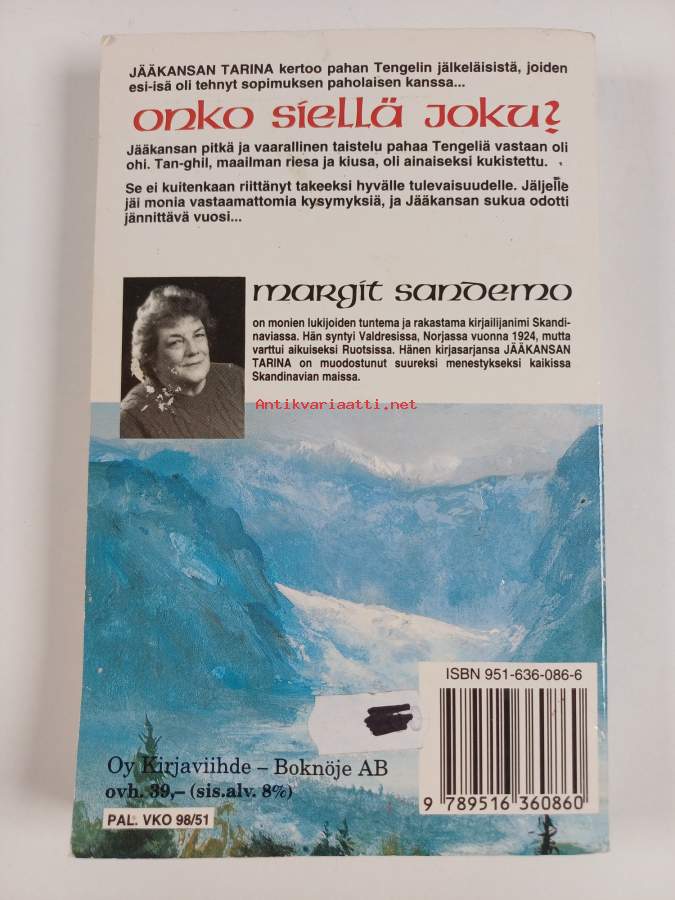 JÄÄKANSAN TARINA kertoo pahan Tengelin jälkeläisistä, joiden
esi-isä oli tehnyt sopimuksen paholaisen kanssa...
onko siellä joku?
Jääkansan pitkä ja vaarallinen taistelu pahaa Tengeliä vastaan oli
ohi. Tan-ghil, maailman riesa ja kiusa, oli ainaiseksi kukistettu.
Se ei kuitenkaan riittänyt takeeksi hyvälle tulevaisuudelle. Jäljelle
jäi monia vastaamattomia kysymyksiä, ja Jääkansan sukua odotti
jännittävä vuosi...
margit sandemo
on monien lukijoiden tuntema ja rakastama kirjailijanimi Skandi-
naviassa. Hän syntyi Valdresissa, Norjassa vuonna 1924, mutta
varttui aikuiseksi Ruotsissa. Hänen kirjasarjansa JÄÄKANSAN
TARINA on muodostunut suureksi menestykseksi kaikissa
Skandinavian maissa.
Antikvariaatti.net
ISBN 951-636-086-6
Oy Kirjaviihde – Boknöje AB
ovh. 39,– (sis.alv. 8%)
9 789516 360860
PAL. VKO 98/51